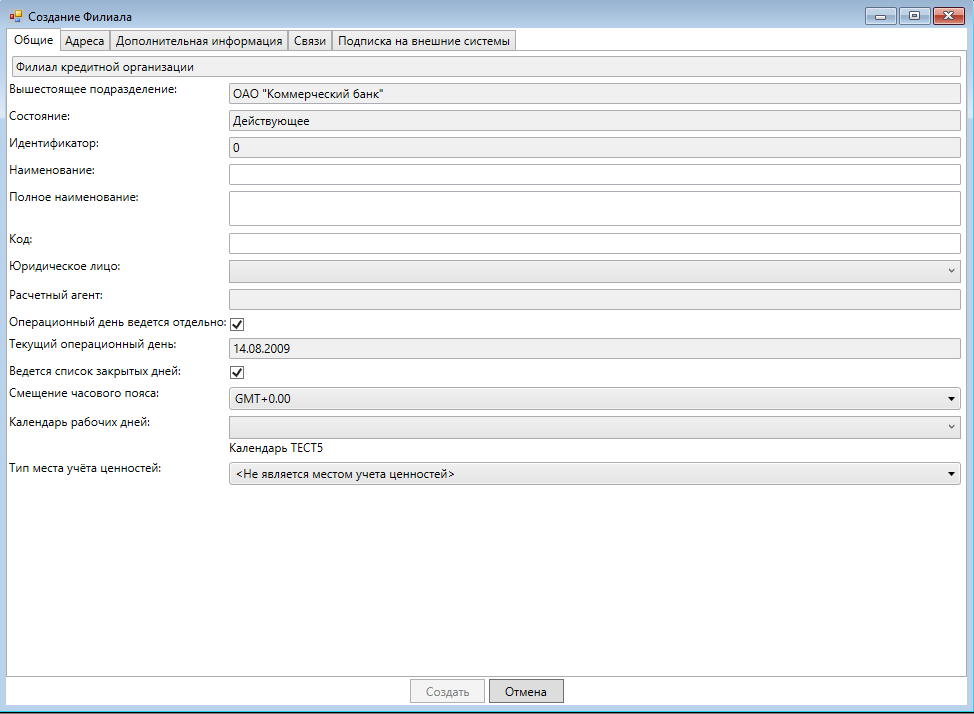 Создание Филиала
Общие Адреса Дополнительная информация Связи Подписка на внешние системы
Филиал кредитной организации
Вышестоящее подразделение: ОАО "Коммерческий банк"
Состояние: Действующее
Идентификатор: 0
Наименование:
Полное наименование:
Код:
Юридическое лицо:
Расчетный агент:
Операционный день ведется отдельно:
Текущий операционный день: 14.08.2009
Ведется список закрытых дней:
Смещение часового пояса: GMT+0.00
Календарь рабочих дней:
Календарь ТЕСТ5
Тип места учёта ценностей: <Не является местом учета ценностей>
Создать Отмена